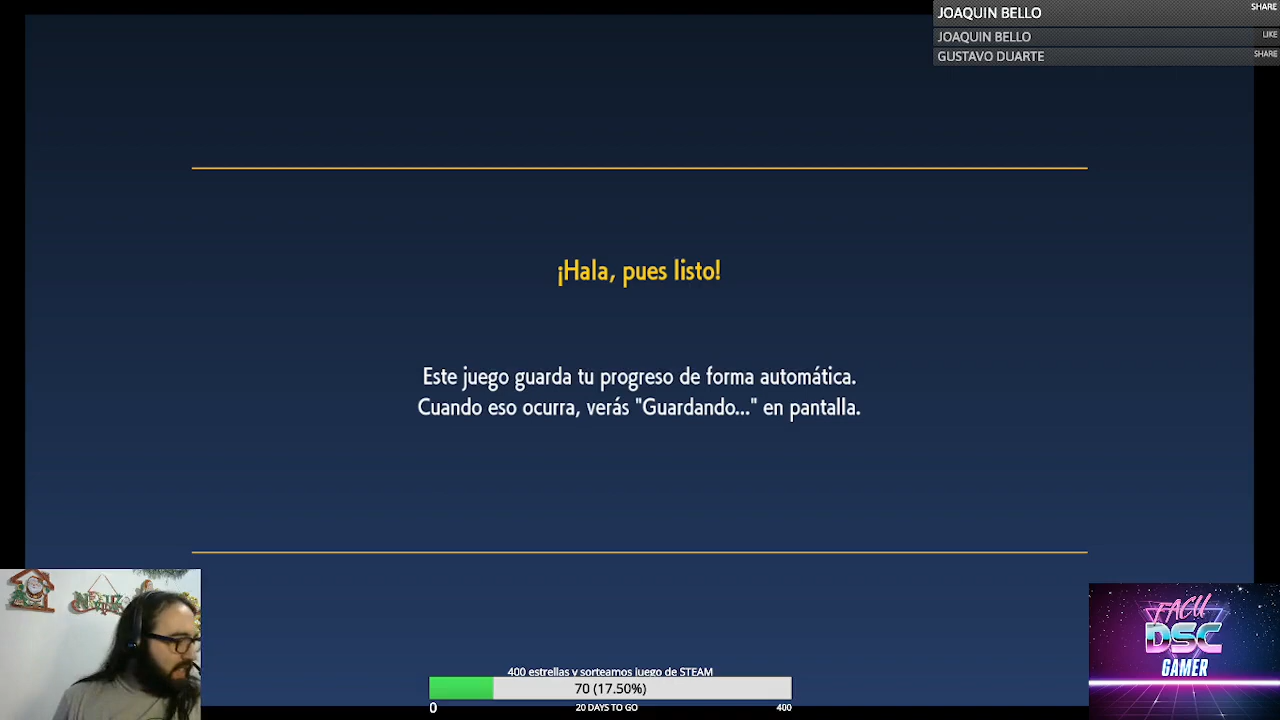 JOAQUIN BELLO SHARE
JOAQUIN BELLO LIKE
GUSTAVO DUARTE SHARE
¡Hala, pues listo!
Este juego guarda tu progreso de forma automática.
Cuando eso ocurra, verás "Guardando..." en pantalla.
400 estrellas y sorteamos juego de STEAM
70 (17.50%)
0 20 DAYS TO GO 400
FACU
DSC
GAMER